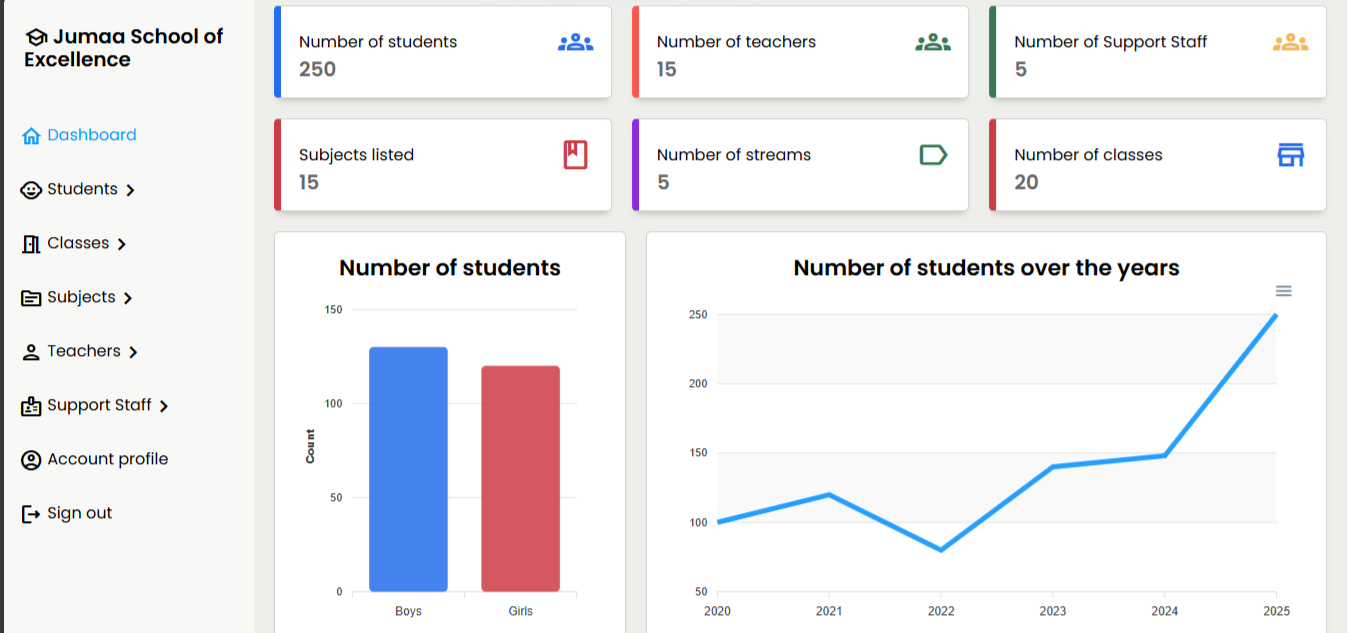 Jumaa School of
Excellence
Dashboard
Students
Classes
Subjects
Teachers
Support Staff
Account profile
Sign out
Number of students
250
Number of teachers
15
Number of Support Staff
5
Subjects listed
15
Number of streams
5
Number of classes
20
Number of students
150
100
50
0
Count
Boys
Girls
Number of students over the years
250
200
150
100
50
2020
2021
2022
2023
2024
2025